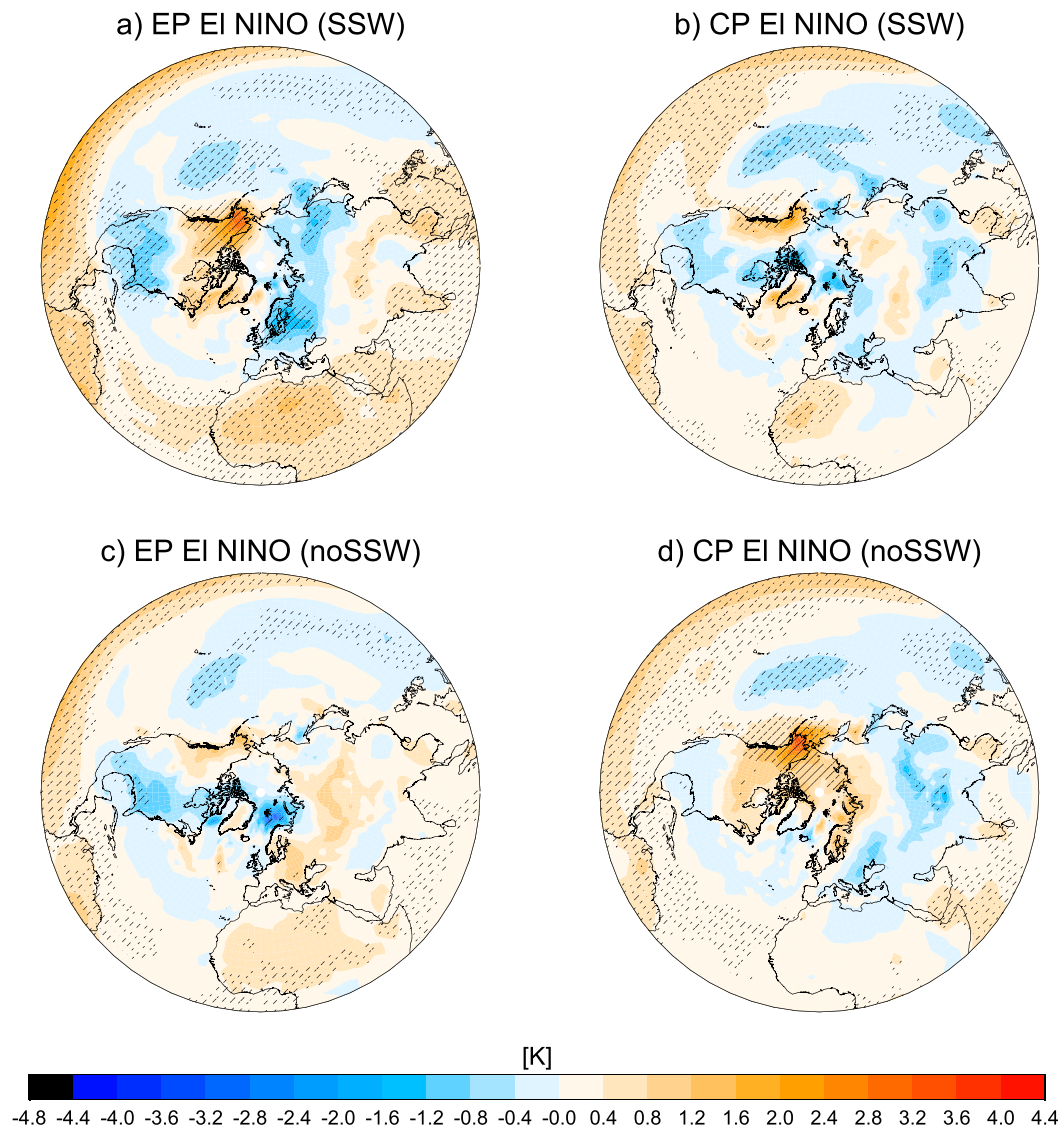 a) EP El NINO (SSW)
b) CP El NINO (SSW)
c) EP El NINO (noSSW)
d) CP El NINO (noSSW)
[K]
-4.8 -4.4 -4.0 -3.6 -3.2 -2.8 -2.4 -2.0 -1.6 -1.2 -0.8 -0.4 -0.0 0.4 0.8 1.2 1.6 2.0 2.4 2.8 3.2 3.6 4.0 4.4